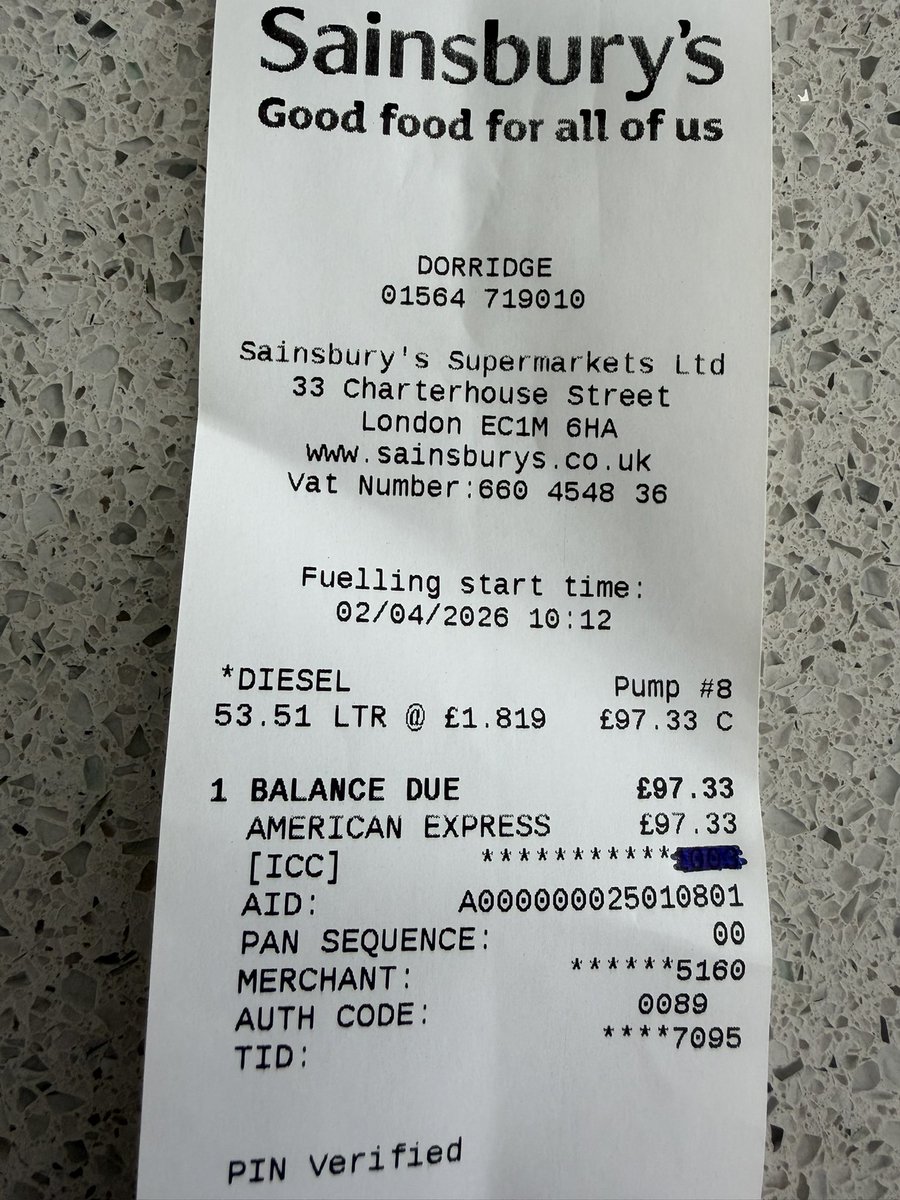 Sainsbury's
Good food for all of us
DORRIDGE
01564 719010
Sainsbury's Supermarkets Ltd
33 Charterhouse Street
London EC1M 6HA
www.sainsburys.co.uk
Vat Number:660 4548 36
Fuelling start time:
02/04/2026 10:12
*DIESEL Pump #8
53.51 LTR @ £1.819 £97.33 C
1 BALANCE DUE £97.33
AMERICAN EXPRESS £97.33
[ICC] ***********
AID: A000000025010801
PAN SEQUENCE: 00
MERCHANT: ******5160
AUTH CODE: 0089
TID: ****7095
PIN Verified